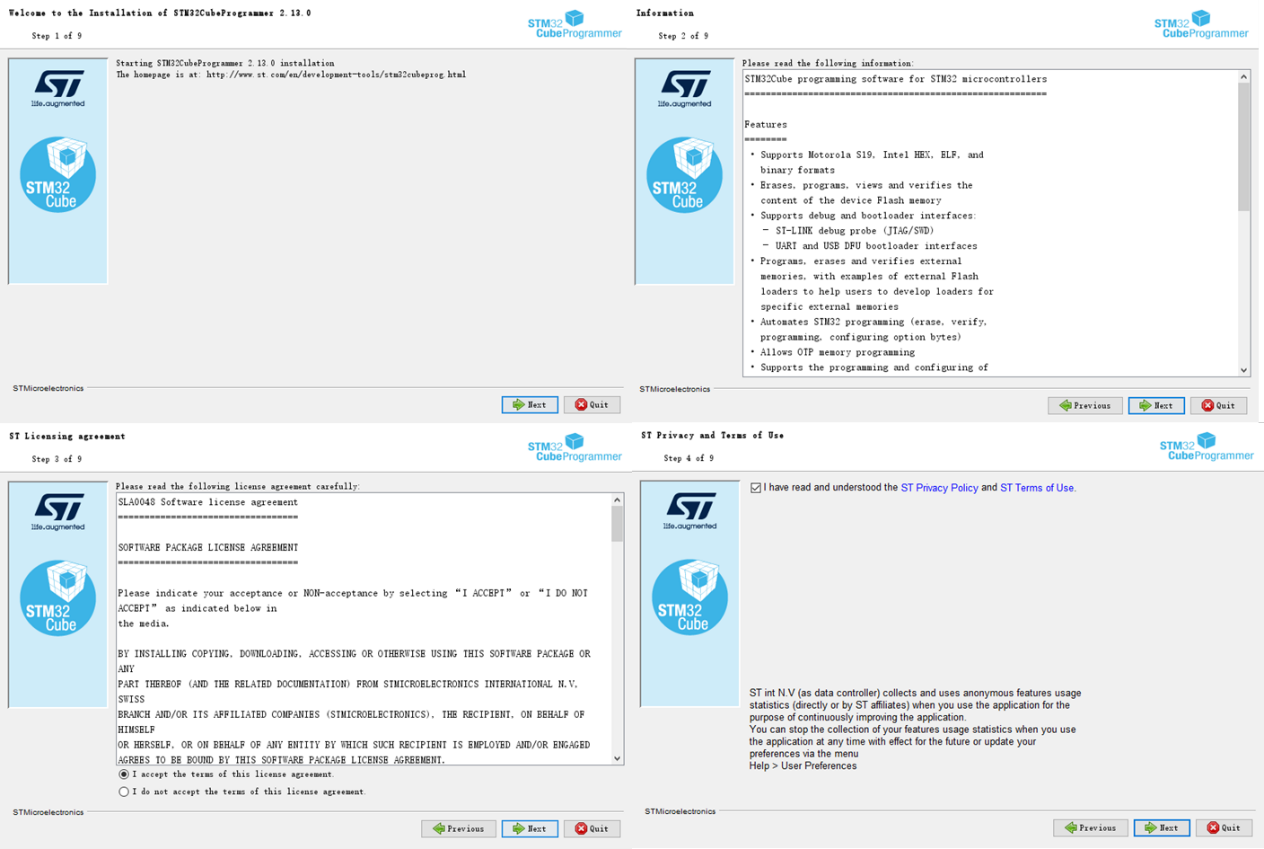 Welcome to the Installation of STM32CubeProgrammer 2.13.0
Step 1 of 9
STM32
CubeProgrammer
life.augmented
STM32
Cube
Starting STM32CubeProgrammer 2.13.0 installation
The homepage is at: http://www.st.com/en/development-tools/stm32cubeprog.html
STMicroelectronics
Next
Quit
Information
Step 2 of 9
STM32
CubeProgrammer
life.augmented
STM32
Cube
Please read the following information:
STM32Cube programming software for STM32 microcontrollers
=========================================================
Features
========
• Supports Motorola S19, Intel HEX, ELF, and
binary formats
• Erases, programs, views and verifies the
content of the device Flash memory
• Supports debug and bootloader interfaces:
– ST-LINK debug probe (JTAG/SWD)
– UART and USB DFU bootloader interfaces
• Programs, erases and verifies external
memories, with examples of external Flash
loaders to help users to develop loaders for
specific external memories
• Automates STM32 programming (erase, verify,
programming, configuring option bytes)
• Allows OTP memory programming
• Supports the programming and configuring of
STMicroelectronics
Previous
Next
Quit
ST Licensing agreement
Step 3 of 9
STM32
CubeProgrammer
life.augmented
STM32
Cube
Please read the following license agreement carefully:
SLA0048 Software license agreement
==================================
SOFTWARE PACKAGE LICENSE AGREEMENT
==================================
Please indicate your acceptance or NON-acceptance by selecting “I ACCEPT” or “I DO NOT
ACCEPT” as indicated below in
the media.
BY INSTALLING COPYING, DOWNLOADING, ACCESSING OR OTHERWISE USING THIS SOFTWARE PACKAGE OR
ANY
PART THEREOF (AND THE RELATED DOCUMENTATION) FROM STMICROELECTRONICS INTERNATIONAL N.V,
SWISS
BRANCH AND/OR ITS AFFILIATED COMPANIES (STMICROELECTRONICS), THE RECIPIENT, ON BEHALF OF
HIMSELF
OR HERSELF, OR ON BEHALF OF ANY ENTITY BY WHICH SUCH RECIPIENT IS EMPLOYED AND/OR ENGAGED
AGREES TO BE BOUND BY THIS SOFTWARE PACKAGE LICENSE AGREEMENT.
I accept the terms of this license agreement.
I do not accept the terms of this license agreement.
STMicroelectronics
Previous
Next
Quit
ST Privacy and Terms of Use
Step 4 of 9
STM32
CubeProgrammer
life.augmented
STM32
Cube
I have read and understood the ST Privacy Policy and ST Terms of Use.
ST int N.V (as data controller) collects and uses anonymous features usage
statistics (directly or by ST affiliates) when you use the application for the
purpose of continuously improving the application.
You can stop the collection of your features usage statistics when you use
the application at any time with effect for the future or update your
preferences via the menu
Help > User Preferences
STMicroelectronics
Previous
Next
Quit